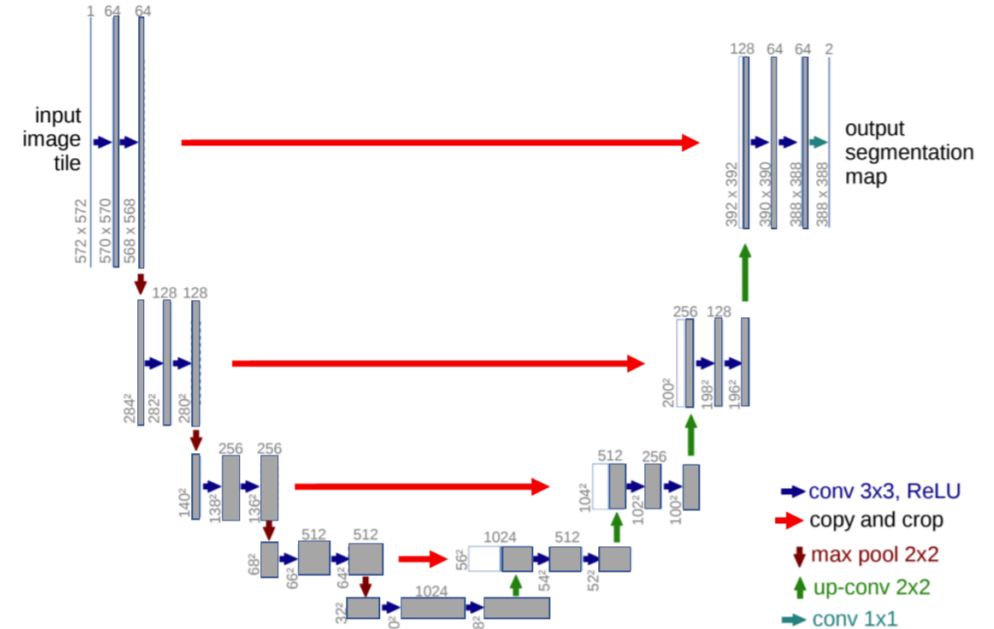 1 64 64
input
image
tile
572 x 572
570 x 570
568 x 568
128 64 64 2
output
segmentation
map
392 x 392
390 x 390
388 x 388
388 x 388
128 128
284²
282²
280²
256 128
200²
198²
196²
256 256
140²
138²
136²
512 256
104²
102²
100²
512 512
68²
66²
64²
1024 512
56²
54²
52²
1024
32²
0²
8²
conv 3x3, ReLU
copy and crop
max pool 2x2
up-conv 2x2
conv 1x1